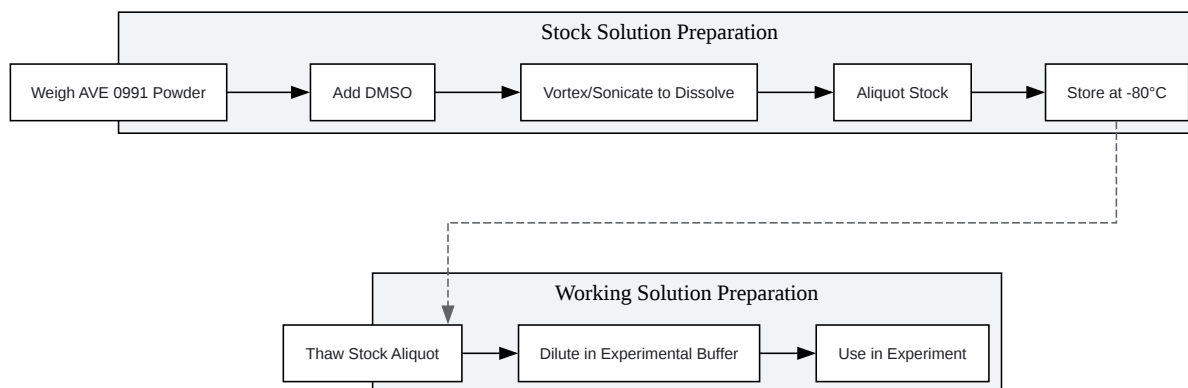 Stock Solution Preparation
Weigh AVE 0991 Powder
Add DMSO
Vortex/Sonicate to Dissolve
Aliquot Stock
Store at -80°C
Working Solution Preparation
Thaw Stock Aliquot
Dilute in Experimental Buffer
Use in Experiment